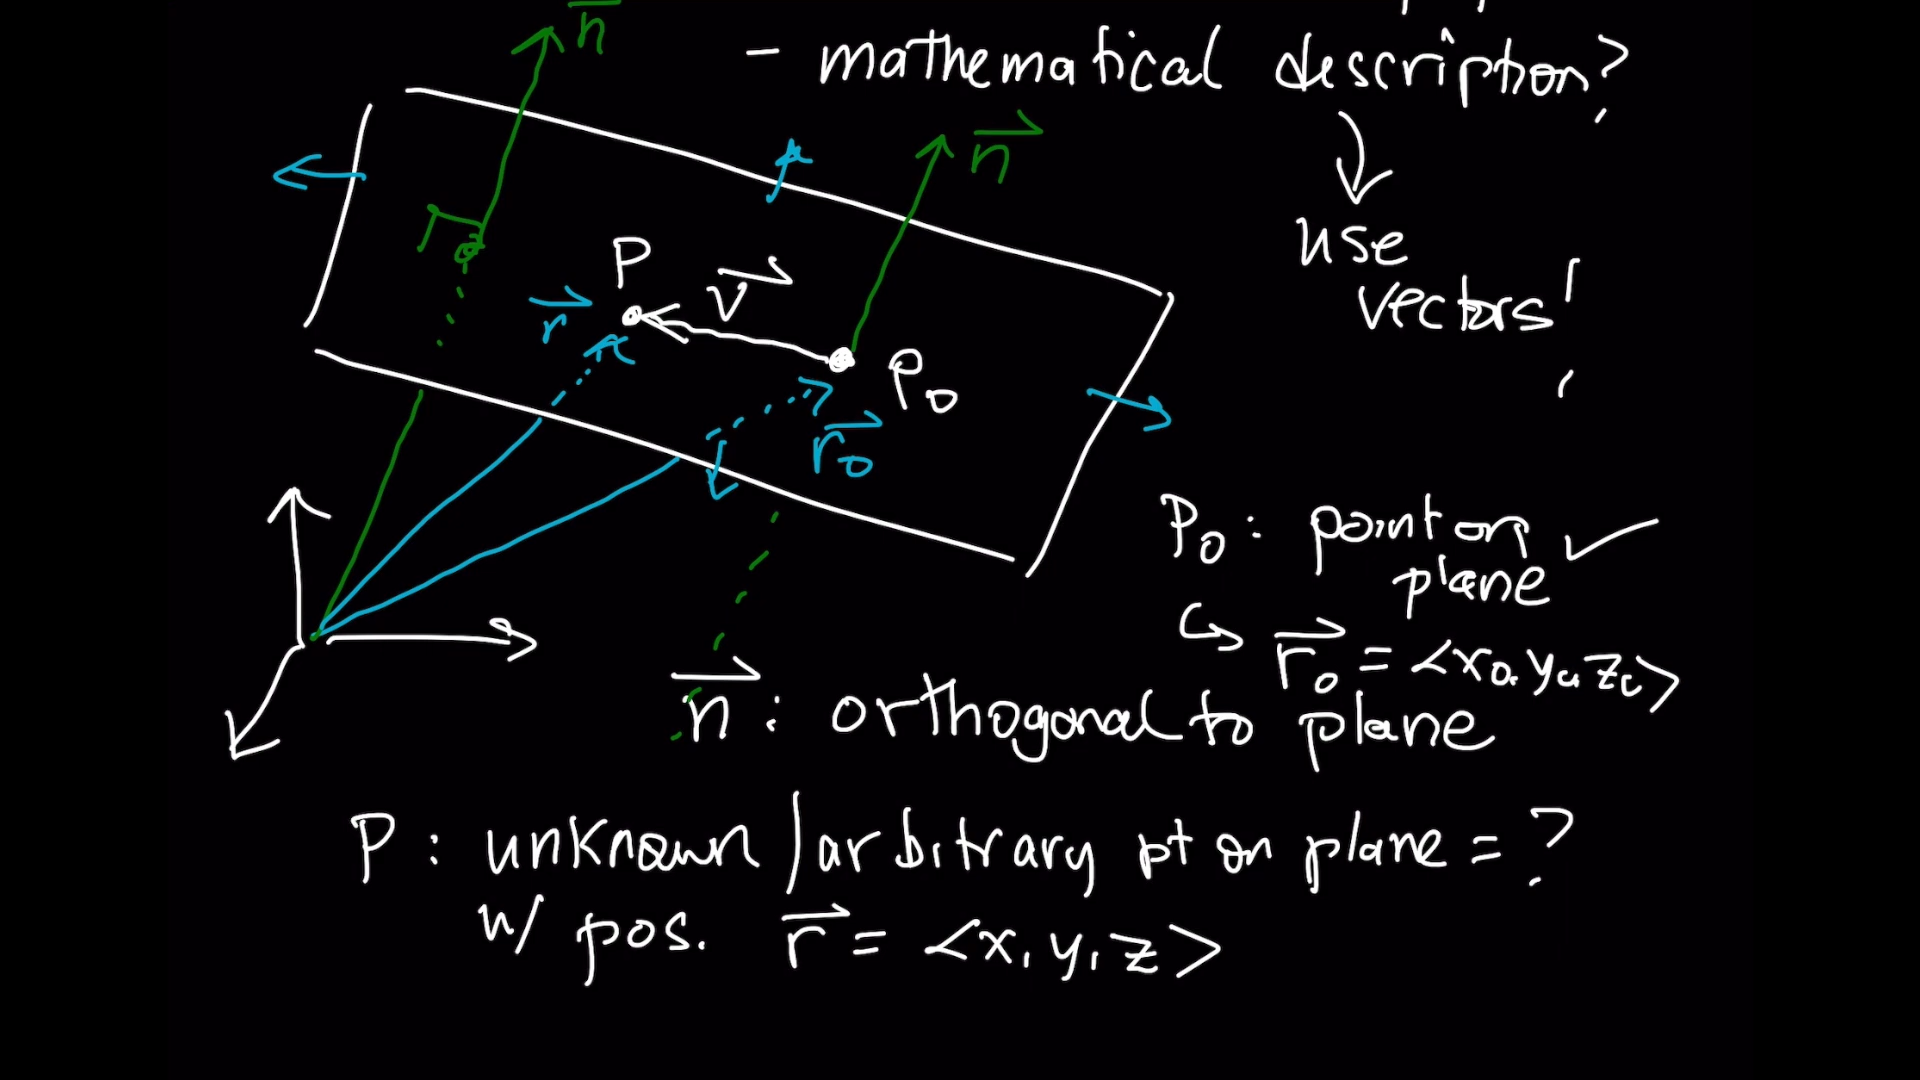 n
- mathematical description?
n
use
vectors!
P
v
r
P0
r0
P0 : point on
plane
r0 = <x0, y0, z0>
n : orthogonal to plane
P : unknown / arbitrary pt on plane = ?
w/ pos. r = <x, y, z>